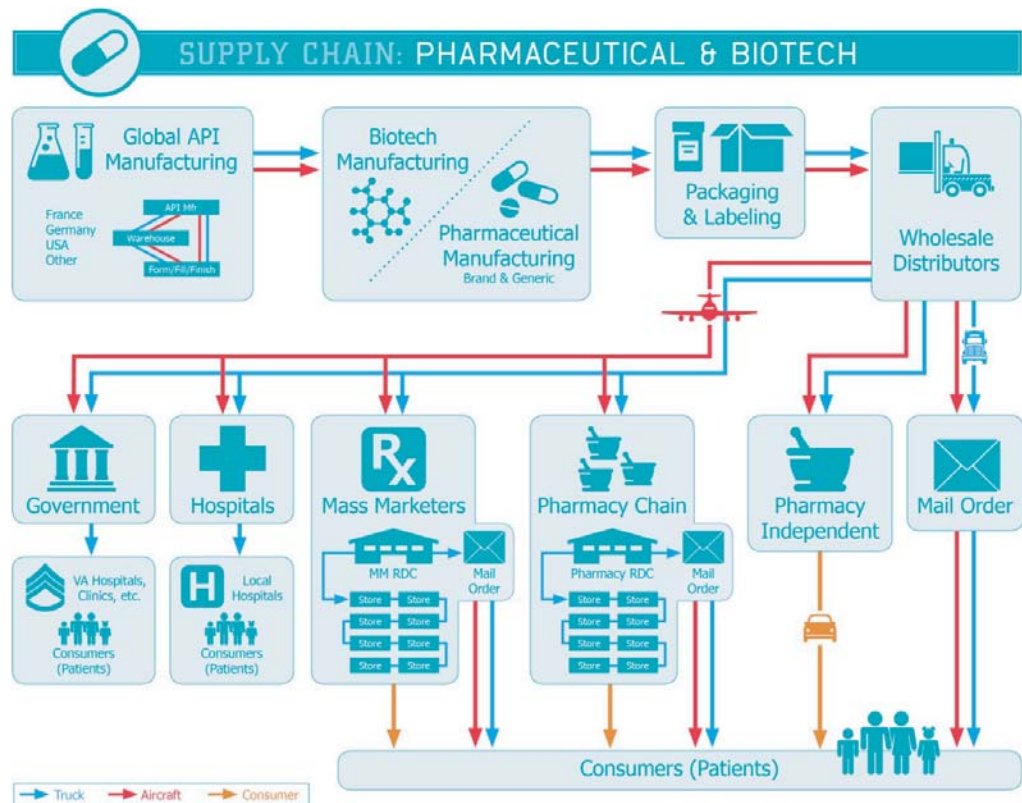 SUPPLY CHAIN: PHARMACEUTICAL & BIOTECH
Global API
Manufacturing
France
Germany
USA
Other
API Mfr
Warehouse
Form/Fill/Finish
Biotech
Manufacturing
Pharmaceutical
Manufacturing
Brand & Generic
Packaging
& Labeling
Wholesale
Distributors
Government
VA Hospitals,
Clinics, etc.
Consumers
(Patients)
Hospitals
H
Local
Hospitals
Consumers
(Patients)
Rx
Mass Marketers
MM RDC
Mail
Order
Store Store
Store Store
Store Store
Store Store
Pharmacy Chain
Pharmacy RDC
Mail
Order
Store Store
Store Store
Store Store
Store Store
Pharmacy
Independent
Mail Order
Consumers (Patients)
Truck Aircraft Consumer